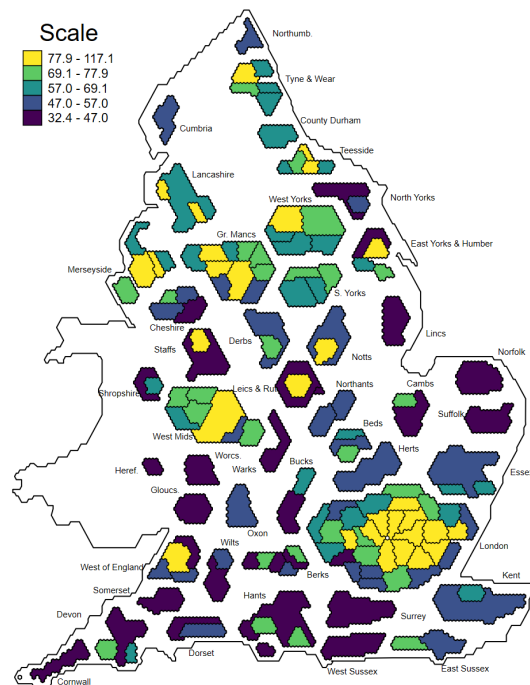 Scale
77.9 - 117.1
69.1 - 77.9
57.0 - 69.1
47.0 - 57.0
32.4 - 47.0
Northumb.
Tyne & Wear
Cumbria
County Durham
Teesside
Lancashire
West Yorks
North Yorks
Gr. Mancs
East Yorks & Humber
Merseyside
S. Yorks
Cheshire
Derbs
Lincs
Staffs
Notts
Norfolk
Shropshire
Leics & Rut
Northants
Cambs
Suffolk
West Mids
Beds
Worcs.
Herts
Heref.
Warks
Bucks
Essex
Gloucs.
Oxon
Wilts
London
West of England
Berks
Kent
Somerset
Hants
Devon
Surrey
Dorset
West Sussex
East Sussex
Cornwall